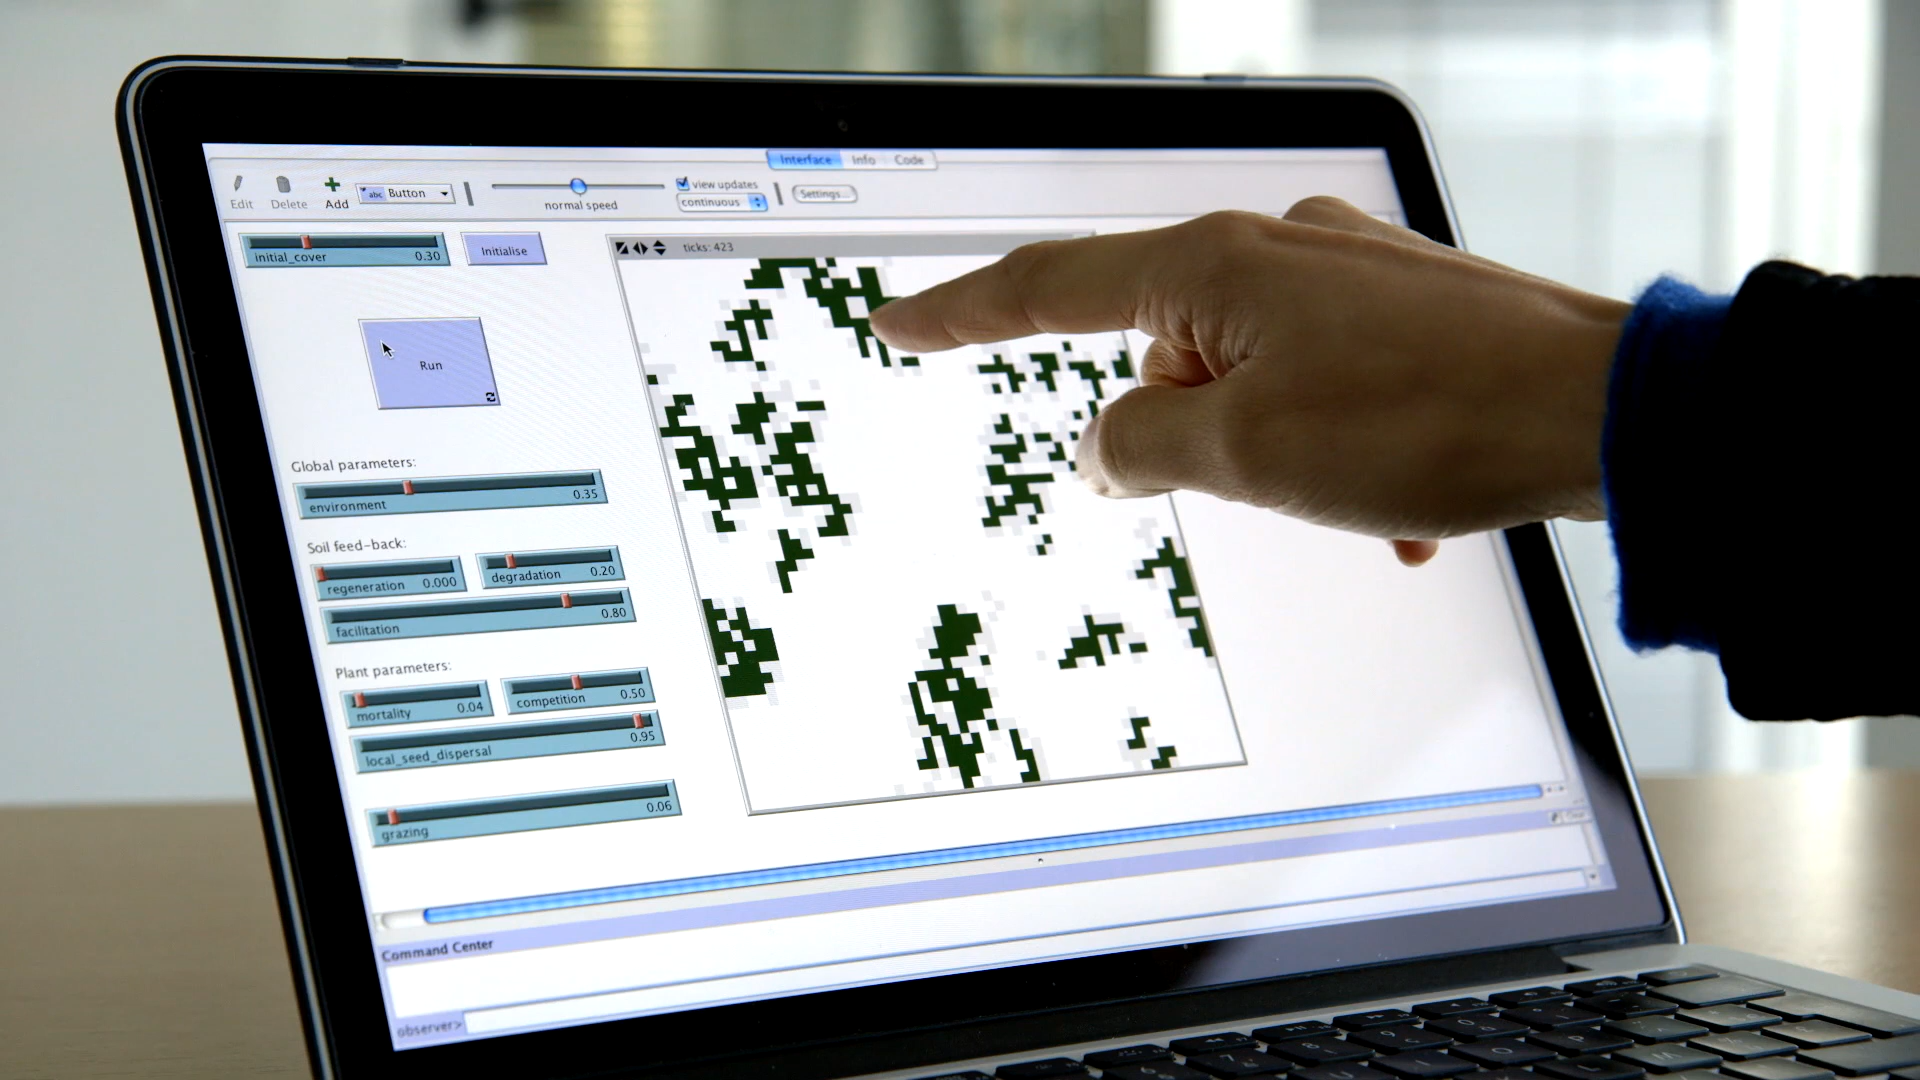 Interface Info Code
Edit Delete Add abc Button normal speed view updates continuous Settings...
initial_cover 0.30 Initialise
ticks: 423
Run
Global parameters:
environment 0.35
Soil feed-back:
regeneration 0.000 degradation 0.20
facilitation 0.80
Plant parameters:
mortality 0.04 competition 0.50
local_seed_dispersal 0.95
grazing 0.06
Command Center
observer>